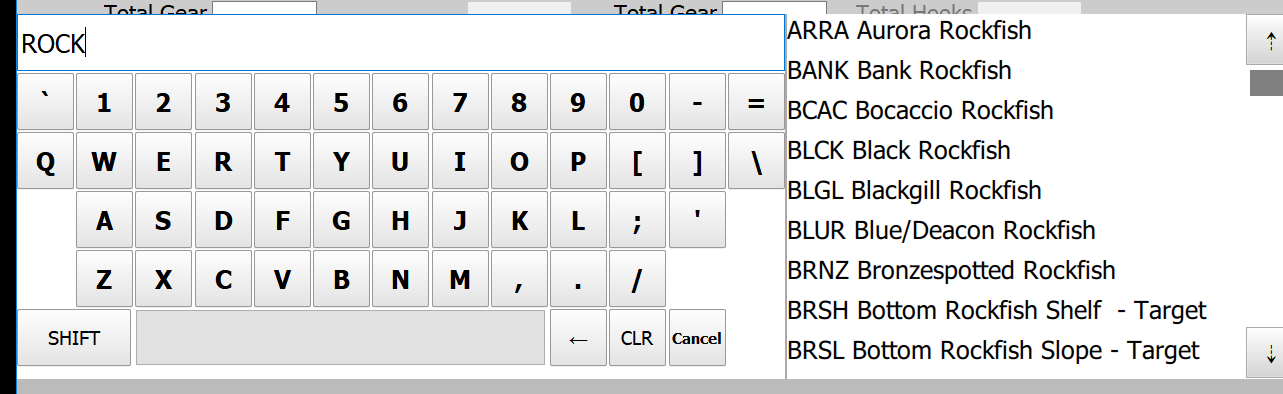 Total Gear Total Gear Total Hooks
ROCK
` 1 2 3 4 5 6 7 8 9 0 - =
Q W E R T Y U I O P [ ] \
A S D F G H J K L ; '
Z X C V B N M , . /
SHIFT ← CLR Cancel
ARRA Aurora Rockfish
BANK Bank Rockfish
BCAC Bocaccio Rockfish
BLCK Black Rockfish
BLGL Blackgill Rockfish
BLUR Blue/Deacon Rockfish
BRNZ Bronzespotted Rockfish
BRSH Bottom Rockfish Shelf  - Target
BRSL Bottom Rockfish Slope - Target